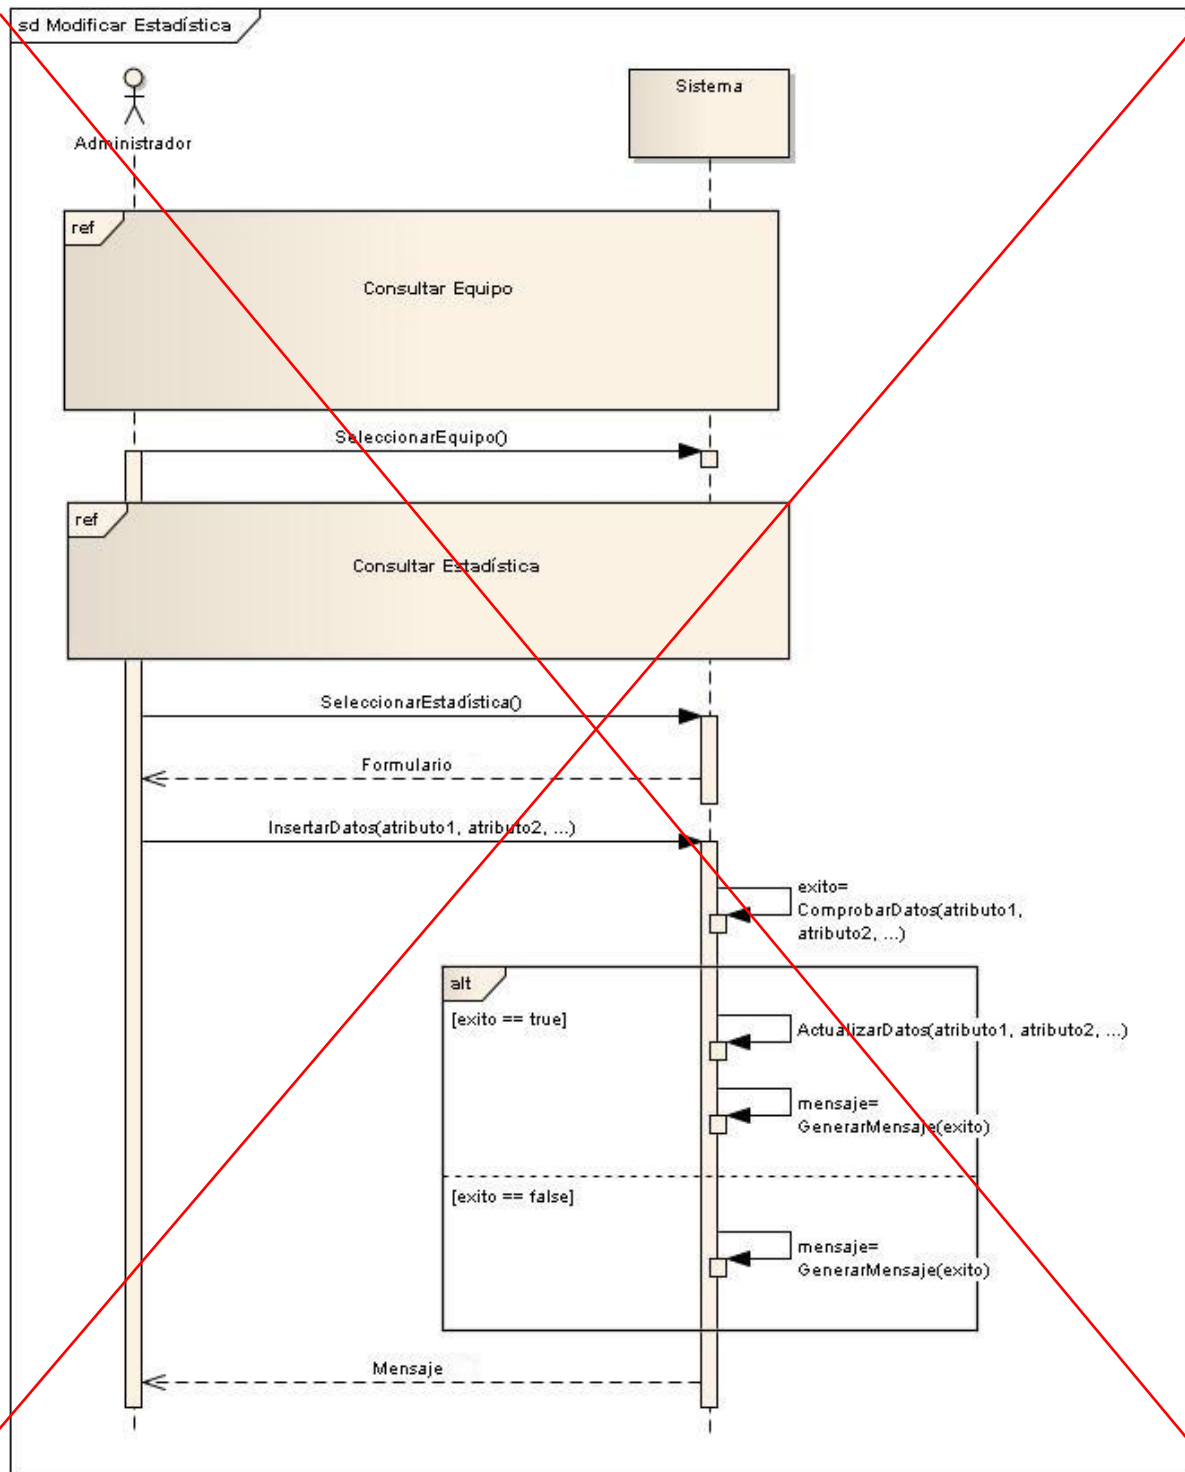 sd Modificar Estadística
Sistema
Administrador
ref
Consultar Equipo
SeleccionarEquipo()
ref
Consultar Estadística
SeleccionarEstadística()
Formulario
InsertarDatos(atributo1, atributo2, ...)
exito=
ComprobarDatos(atributo1,
atributo2, ...)
alt
[exito == true]
ActualizarDatos(atributo1, atributo2, ...)
mensaje=
GenerarMensaje(exito)
[exito == false]
mensaje=
GenerarMensaje(exito)
Mensaje